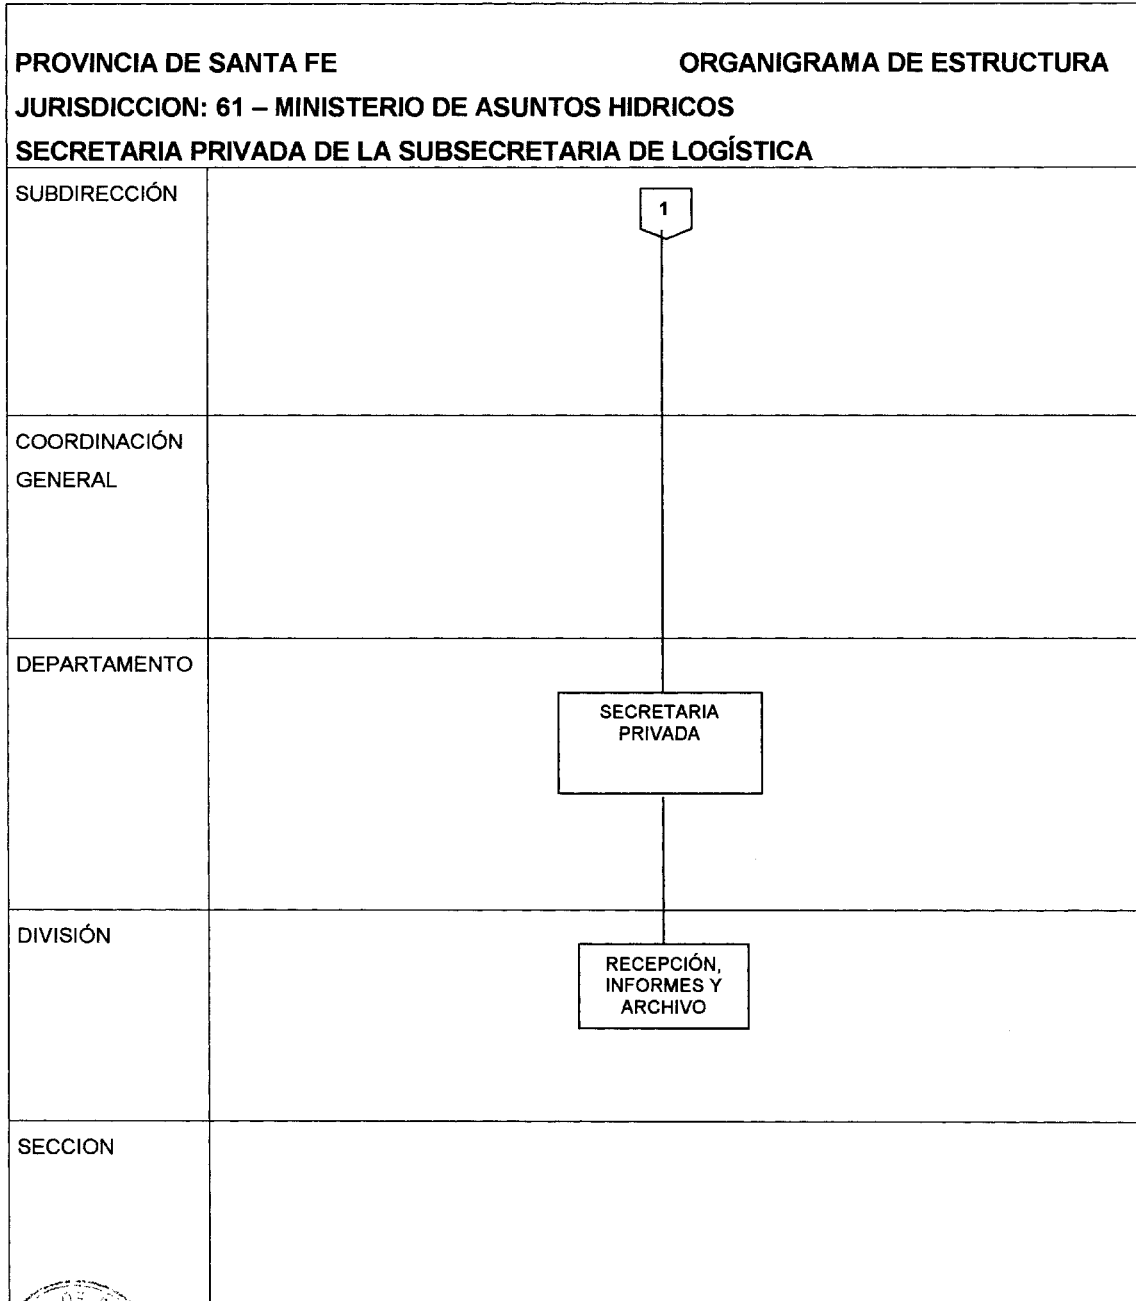 PROVINCIA DE SANTA FE ORGANIGRAMA DE ESTRUCTURA
JURISDICCION: 61 – MINISTERIO DE ASUNTOS HIDRICOS
SECRETARIA PRIVADA DE LA SUBSECRETARIA DE LOGÍSTICA
SUBDIRECCIÓN
1
COORDINACIÓN
GENERAL
DEPARTAMENTO
SECRETARIA
PRIVADA
DIVISIÓN
RECEPCIÓN,
INFORMES Y
ARCHIVO
SECCION